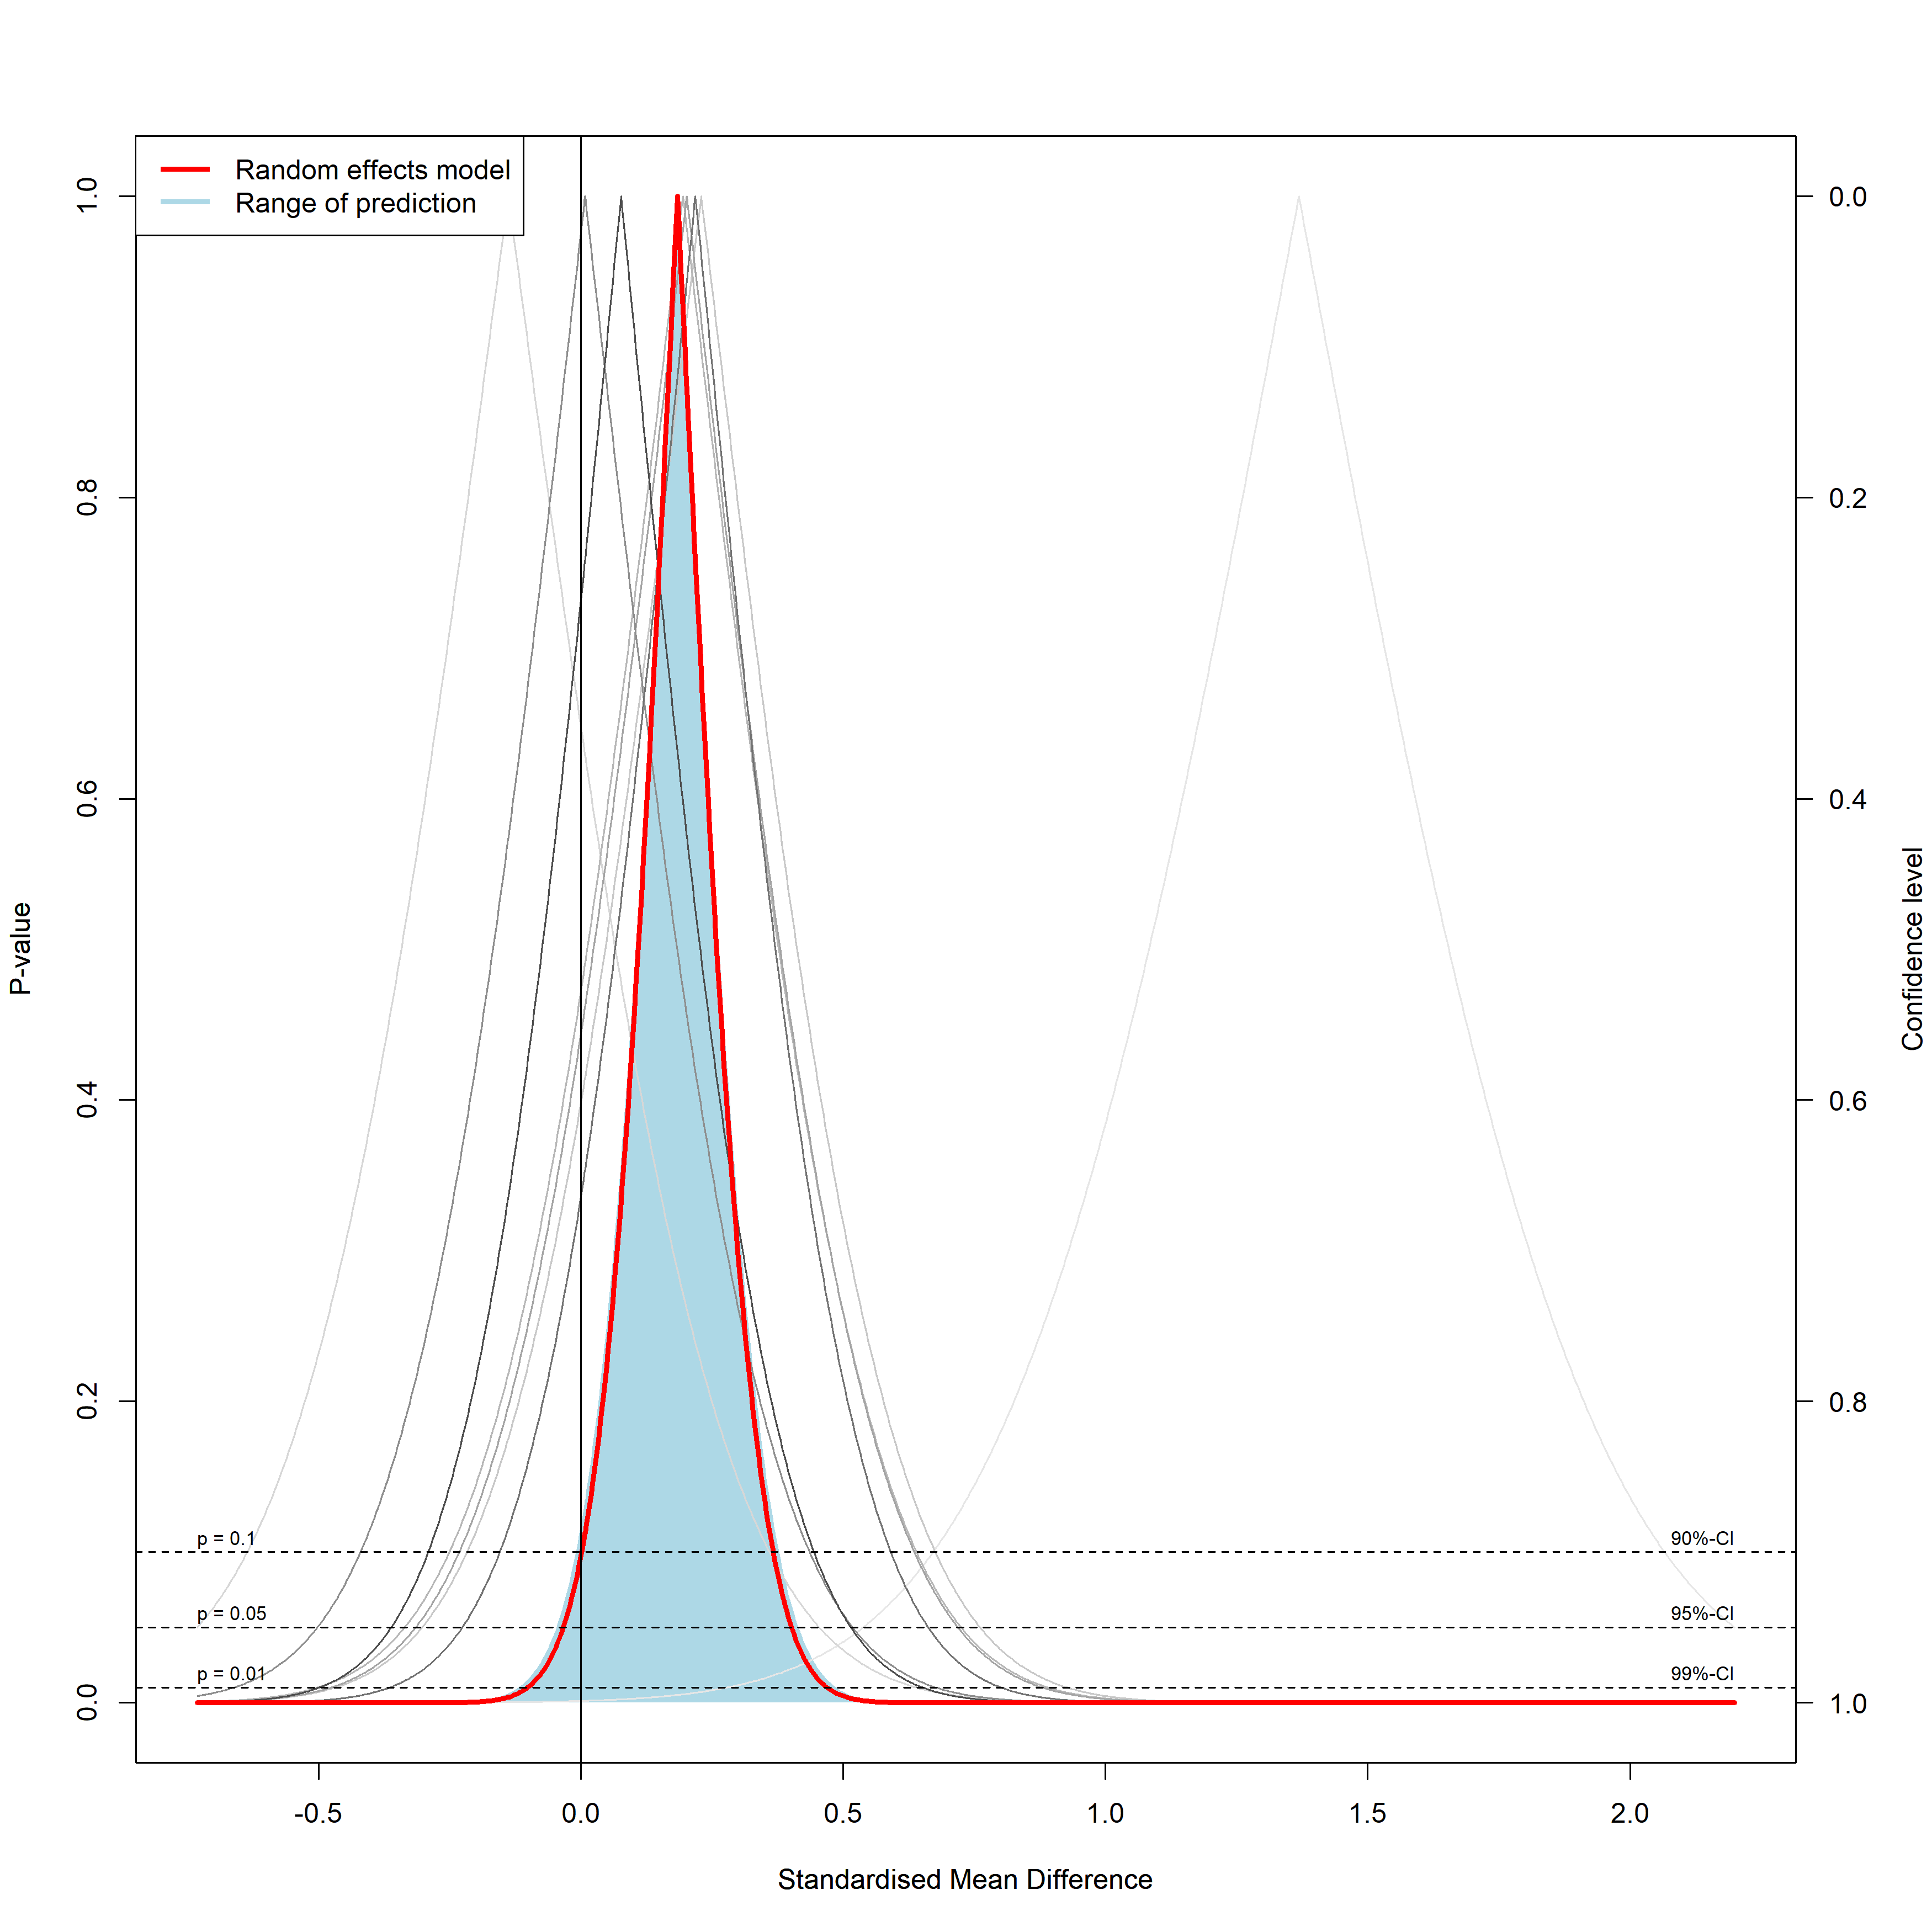 Random effects model
Range of prediction
1.0
0.8
0.6
0.4
0.2
0.0
P-value
0.0
0.2
0.4
0.6
0.8
1.0
Confidence level
p = 0.1
90%-CI
p = 0.05
95%-CI
p = 0.01
99%-CI
-0.5
0.0
0.5
1.0
1.5
2.0
Standardised Mean Difference